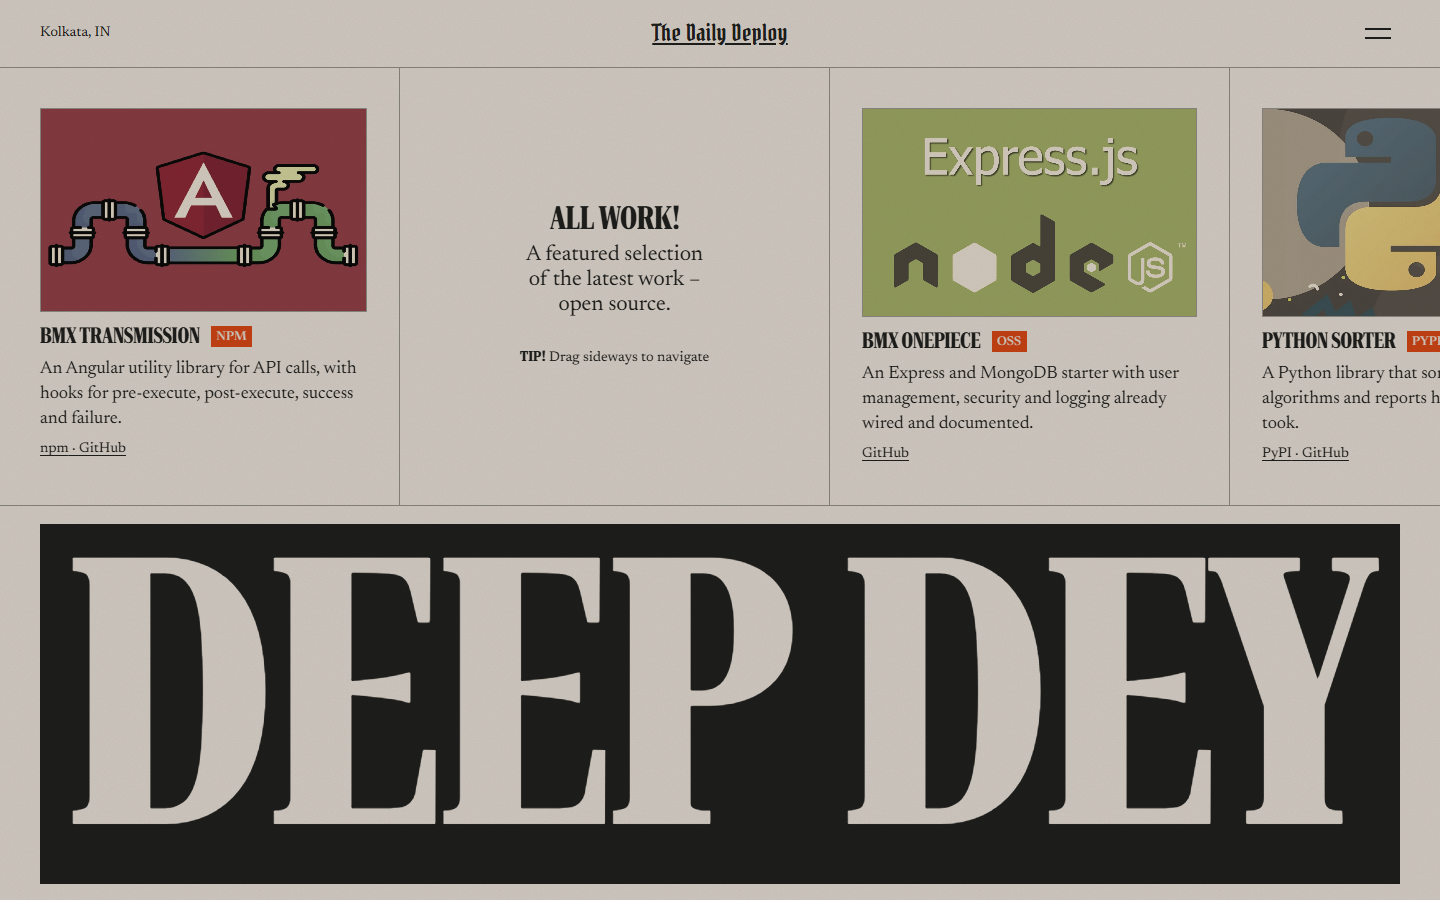 Kolkata, IN
The Daily Deploy
A
BMX TRANSMISSION NPM
An Angular utility library for API calls, with
hooks for pre-execute, post-execute, success
and failure.
npm · GitHub
ALL WORK!
A featured selection
of the latest work –
open source.
TIP! Drag sideways to navigate
Express.js
node
JS
TM
BMX ONEPIECE OSS
An Express and MongoDB starter with user
management, security and logging already
wired and documented.
GitHub
PYTHON SORTER
A Python library that
algorithms and reports
took.
PyPI · GitHub
DEEP DEY